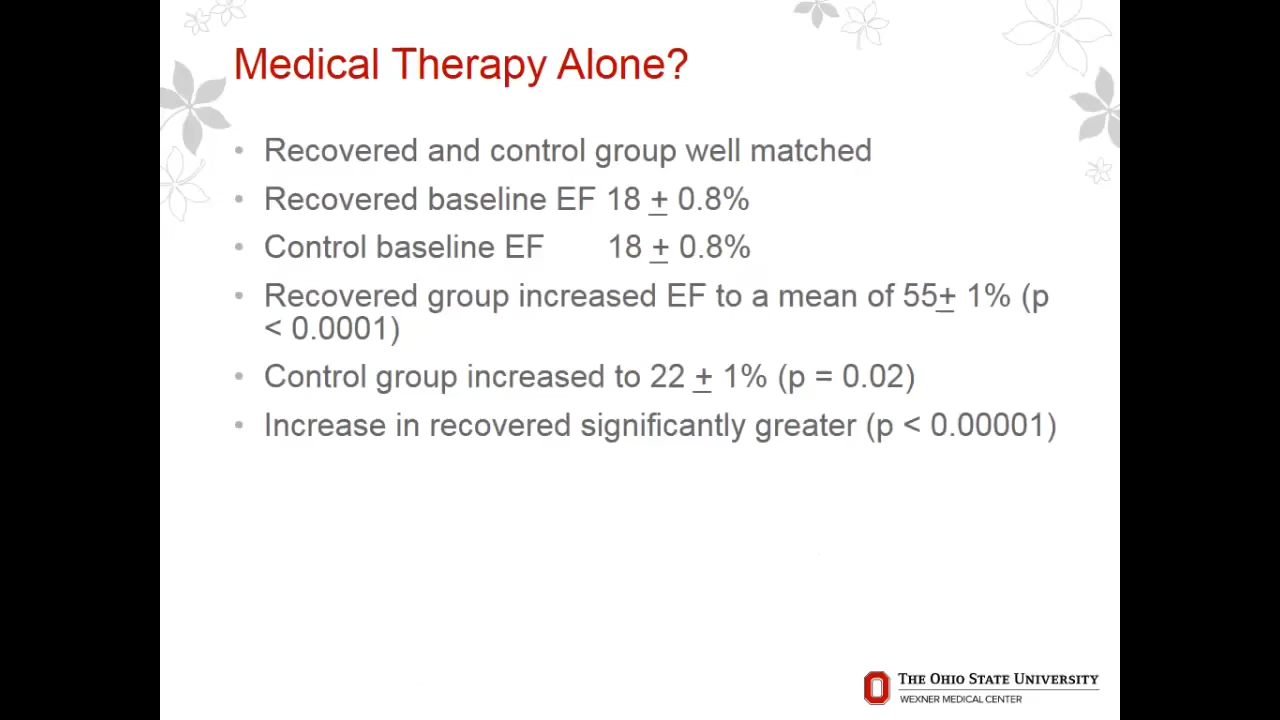 Medical Therapy Alone?
• Recovered and control group well matched
• Recovered baseline EF 18 ± 0.8%
• Control baseline EF 18 ± 0.8%
• Recovered group increased EF to a mean of 55± 1% (p
< 0.0001)
• Control group increased to 22 ± 1% (p = 0.02)
• Increase in recovered significantly greater (p < 0.00001)
THE OHIO STATE UNIVERSITY
WEXNER MEDICAL CENTER